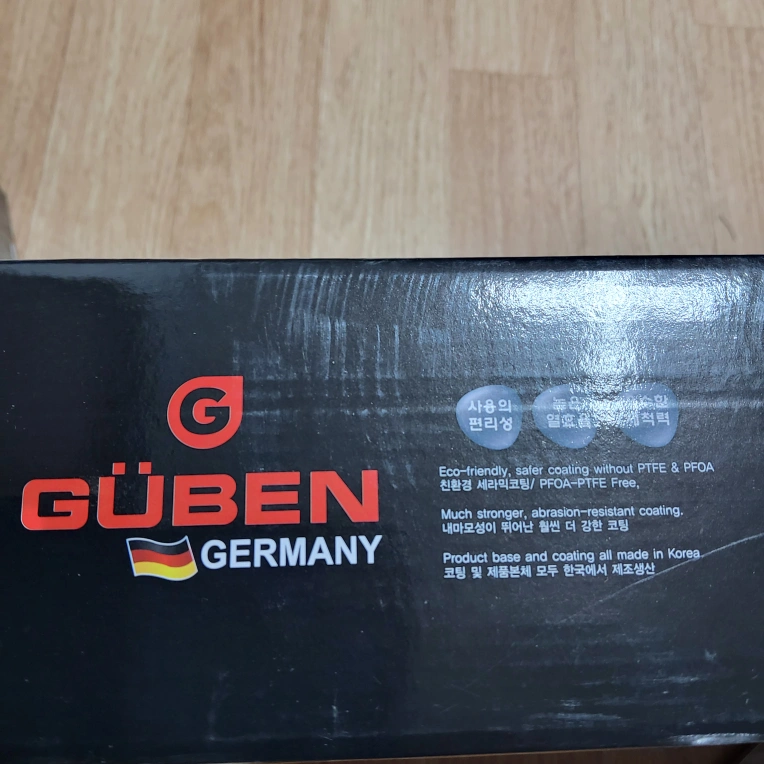 G
GÜBEN
GERMANY
사용의
편리성
높은
Eco-friendly, safer coating without PTFE & PFOA
친환경 세라믹코팅/ PFOA-PTFE Free,
Much stronger, abrasion-resistant coating.
내마모성이 뛰어난 훨씬 더 강한 코팅
Product base and coating all made in Korea.
코팅 및 제품본체 모두 한국에서 제조생산